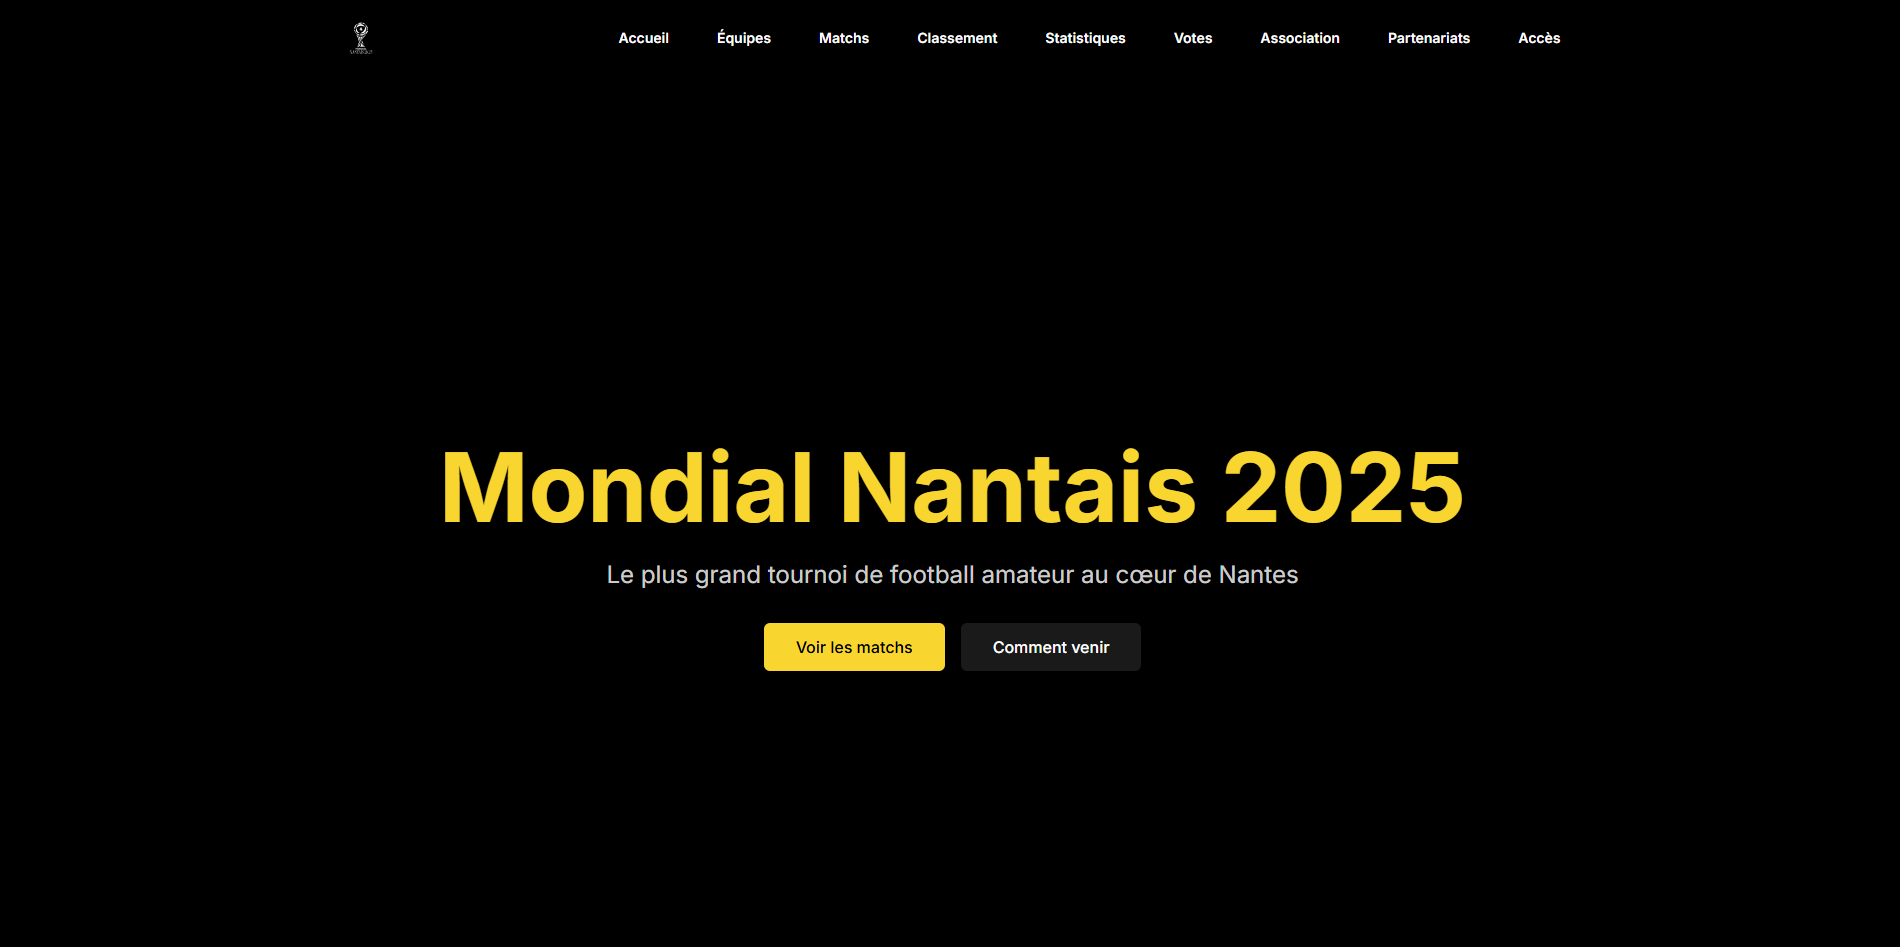 Accueil Équipes Matchs Classement Statistiques Votes Association Partenariats Accès
Mondial Nantais 2025
Le plus grand tournoi de football amateur au cœur de Nantes
Voir les matchs Comment venir